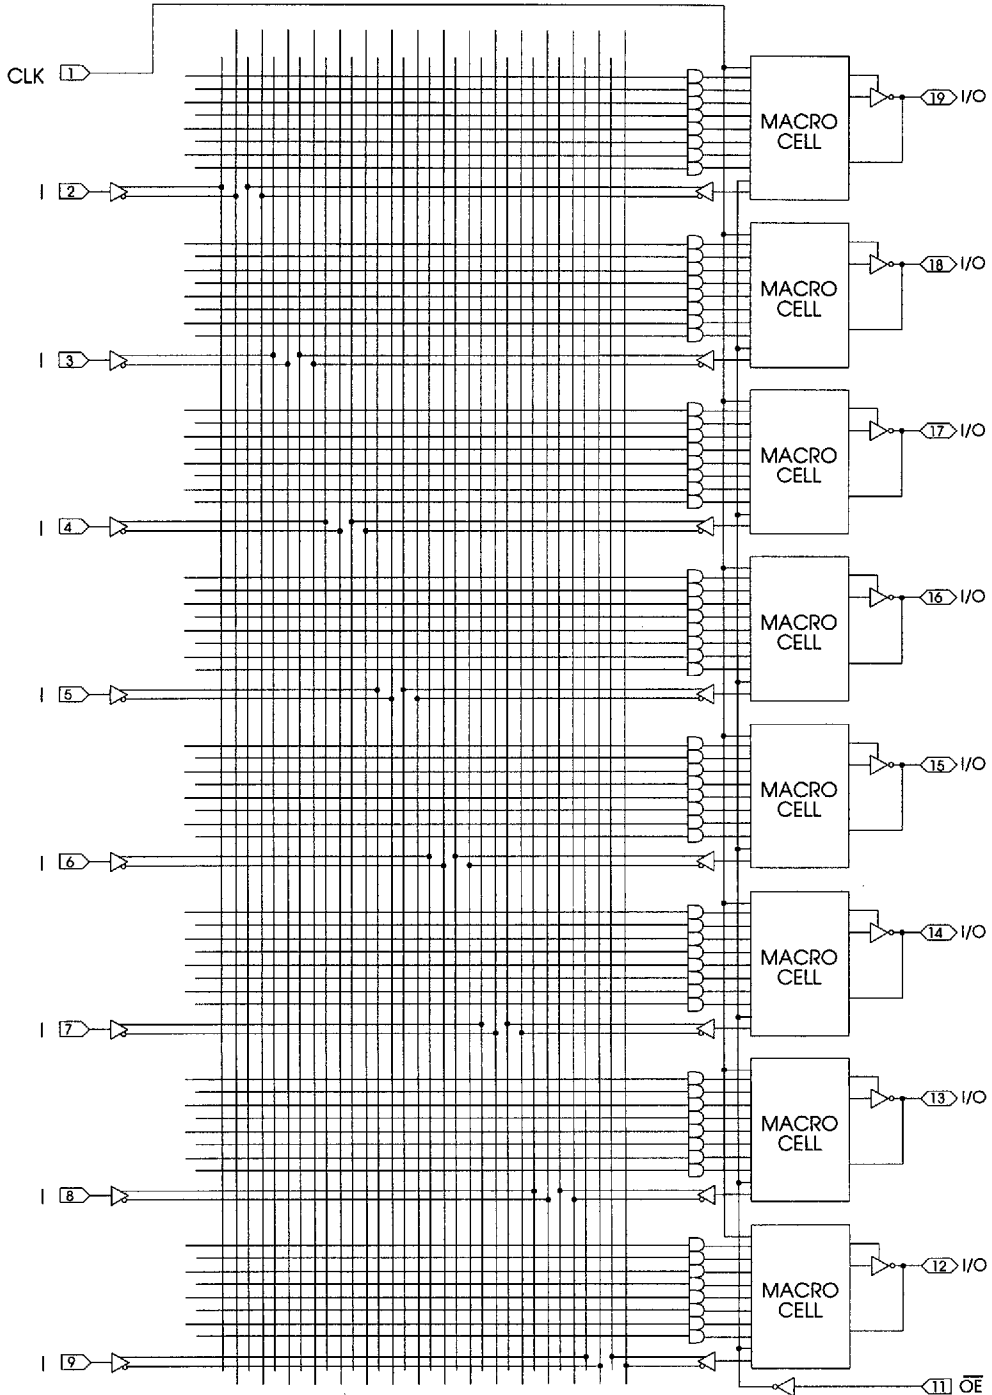 CLK 1
MACRO
CELL
19 I/O
I 2
MACRO
CELL
18 I/O
I 3
MACRO
CELL
17 I/O
I 4
MACRO
CELL
16 I/O
I 5
MACRO
CELL
15 I/O
I 6
MACRO
CELL
14 I/O
I 7
MACRO
CELL
13 I/O
I 8
MACRO
CELL
12 I/O
I 9
11 O̅E̅